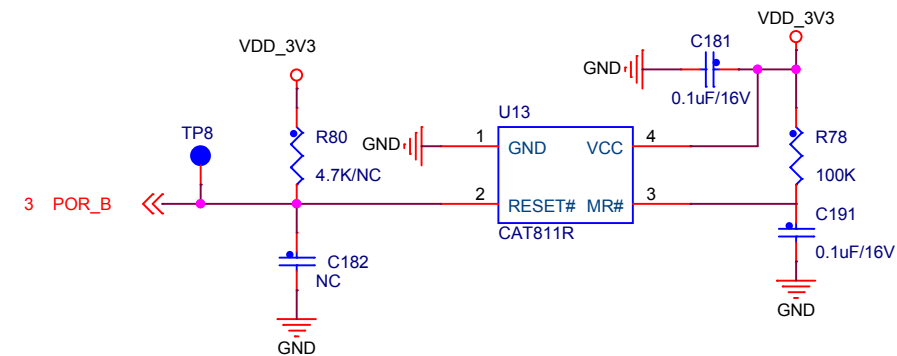 VDD_3V3
C181
VDD_3V3
GND
0.1uF/16V
U13
TP8
R80
GND
1
GND
VCC
4
R78
4.7K/NC
100K
3 POR_B
2
RESET#
MR#
3
C191
CAT811R
0.1uF/16V
C182
NC
GND
GND